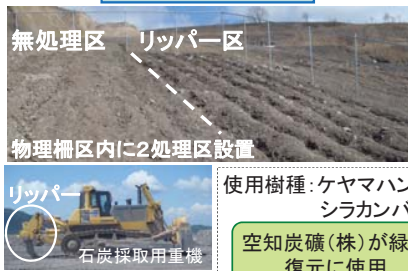 無処理区 リッパー区
物理柵区内に2処理区設置
リッパー
石炭採取用重機
使用樹種:ケヤマハン
シラカンバ
空知炭礦(株)が緑
復元に使用